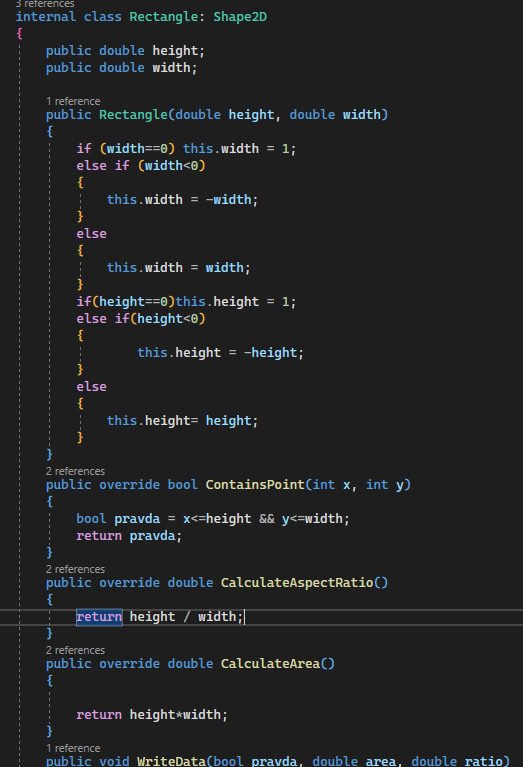 3 references
internal class Rectangle: Shape2D
{
public double height;
public double width;
1 reference
public Rectangle(double height, double width)
{
if (width==0) this.width = 1;
else if (width<0)
{
this.width = -width;
}
else
{
this.width = width;
}
if(height==0)this.height = 1;
else if(height<0)
{
this.height = -height;
}
else
{
this.height= height;
}
}
2 references
public override bool ContainsPoint(int x, int y)
{
bool pravda = x<=height && y<=width;
return pravda;
}
2 references
public override double CalculateAspectRatio()
{
return height / width;
}
2 references
public override double CalculateArea()
{
return height*width;
}
1 reference
public void WriteData(bool pravda, double area, double ratio)